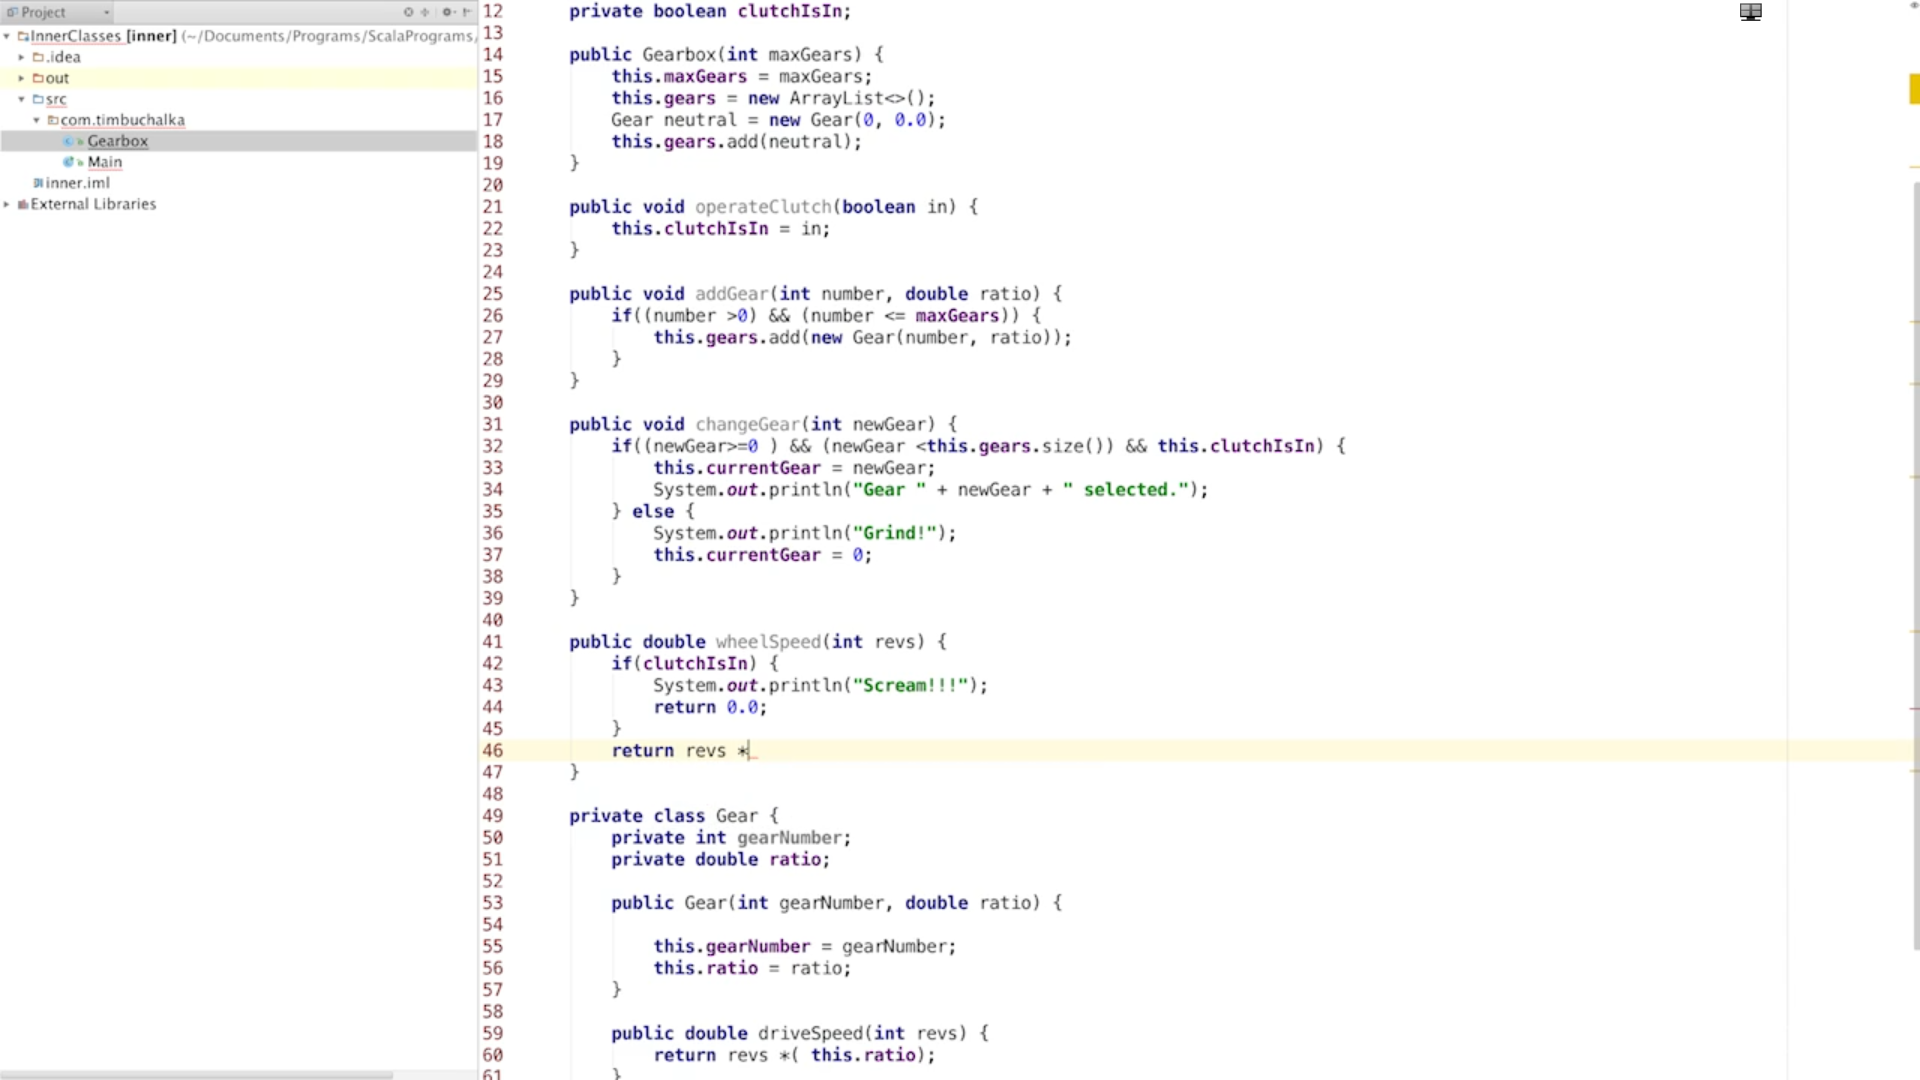 Project
InnerClasses [inner] (~/Documents/Programs/ScalaPrograms/
.idea
out
src
com.timbuchalka
Gearbox
Main
inner.iml
External Libraries
12 private boolean clutchIsIn;
13
14 public Gearbox(int maxGears) {
15 this.maxGears = maxGears;
16 this.gears = new ArrayList<>();
17 Gear neutral = new Gear(0, 0.0);
18 this.gears.add(neutral);
19 }
20
21 public void operateClutch(boolean in) {
22 this.clutchIsIn = in;
23 }
24
25 public void addGear(int number, double ratio) {
26 if((number >0) && (number <= maxGears)) {
27 this.gears.add(new Gear(number, ratio));
28 }
29 }
30
31 public void changeGear(int newGear) {
32 if((newGear>=0 ) && (newGear <this.gears.size()) && this.clutchIsIn) {
33 this.currentGear = newGear;
34 System.out.println("Gear " + newGear + " selected.");
35 } else {
36 System.out.println("Grind!");
37 this.currentGear = 0;
38 }
39 }
40
41 public double wheelSpeed(int revs) {
42 if(clutchIsIn) {
43 System.out.println("Scream!!!");
44 return 0.0;
45 }
46 return revs *
47 }
48
49 private class Gear {
50 private int gearNumber;
51 private double ratio;
52
53 public Gear(int gearNumber, double ratio) {
54
55 this.gearNumber = gearNumber;
56 this.ratio = ratio;
57 }
58
59 public double driveSpeed(int revs) {
60 return revs *( this.ratio);
61 }